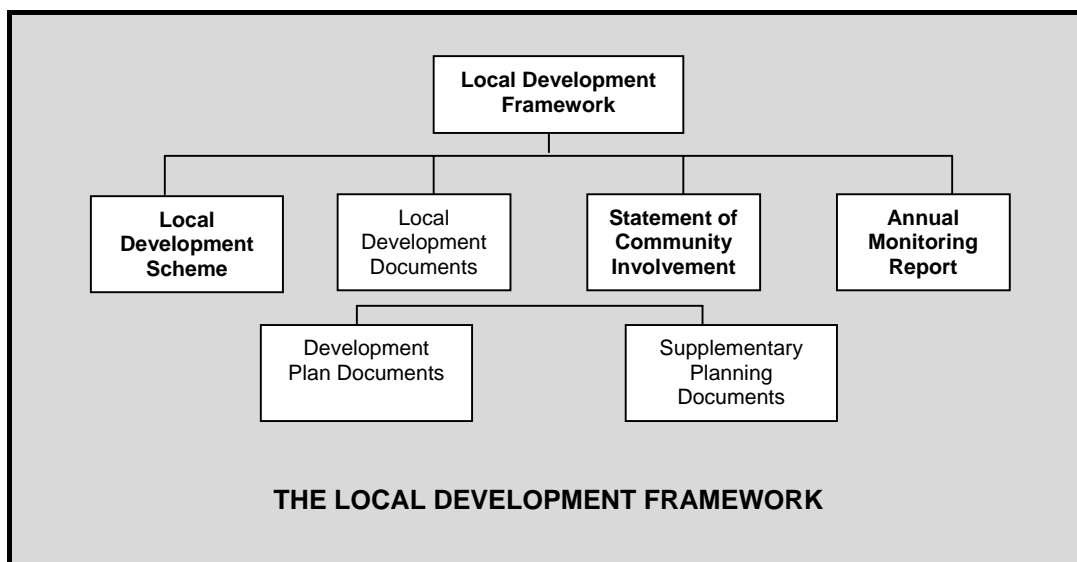 Local Development
Framework
Local
Development
Scheme
Local
Development
Documents
Statement of
Community
Involvement
Annual
Monitoring
Report
Development
Plan Documents
Supplementary
Planning
Documents
THE LOCAL DEVELOPMENT FRAMEWORK